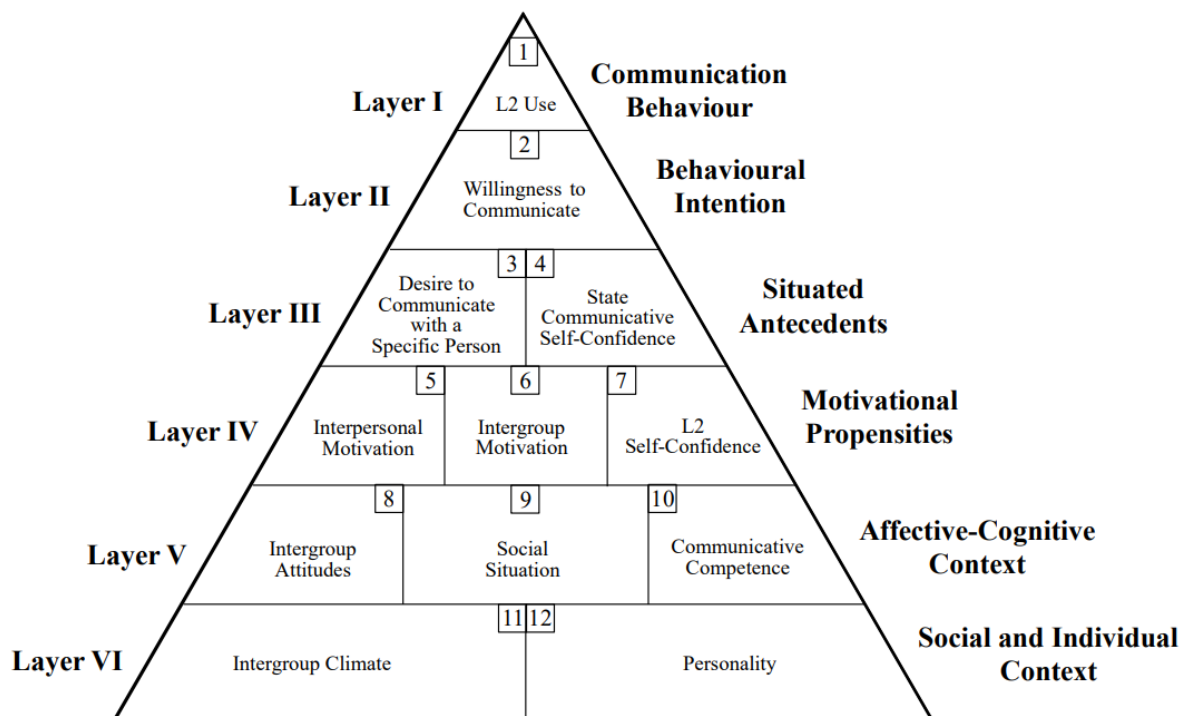 1
Communication
Behaviour
Layer I
L2 Use
2
Behavioural
Intention
Layer II
Willingness to
Communicate
3 4
Situated
Antecedents
Layer III
Desire to
Communicate
with a
Specific Person
State
Communicative
Self-Confidence
5 6 7
Motivational
Propensities
Layer IV
Interpersonal
Motivation
Intergroup
Motivation
L2
Self-Confidence
8 9 10
Affective-Cognitive
Context
Layer V
Intergroup
Attitudes
Social
Situation
Communicative
Competence
11 12
Social and Individual
Context
Layer VI
Intergroup Climate
Personality